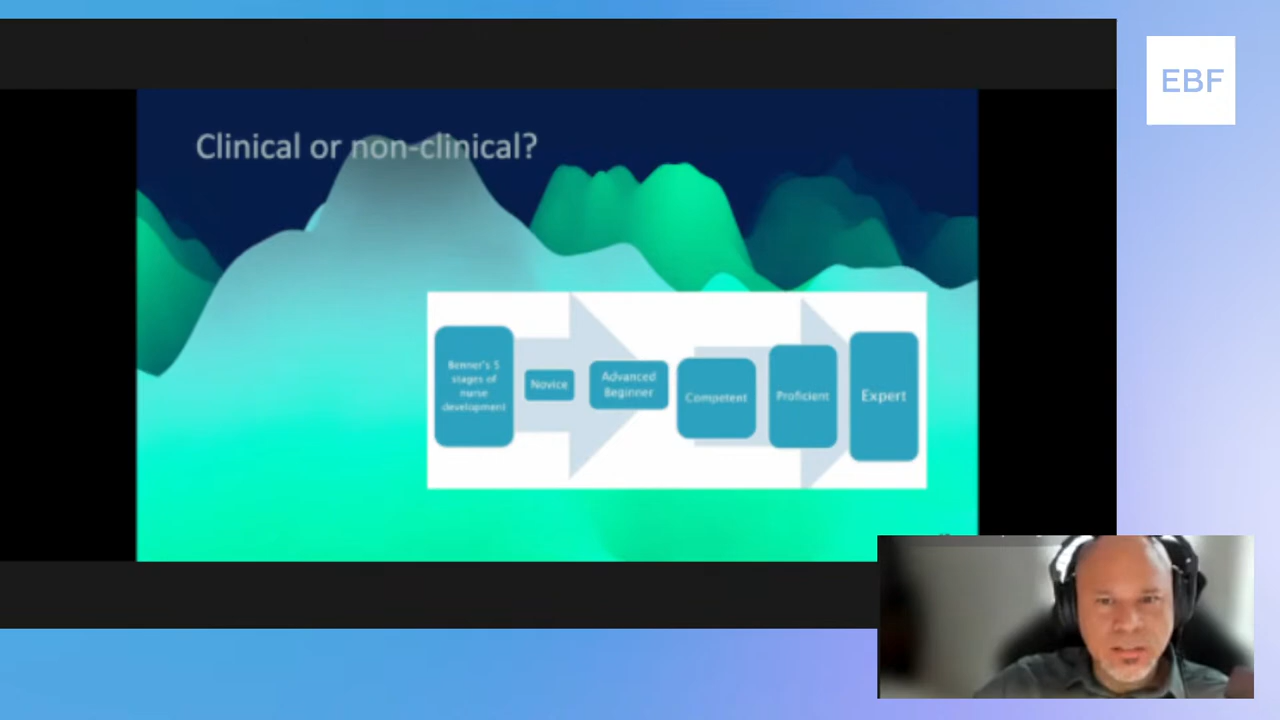 EBF
Clinical or non-clinical?
Benner's 5
stages of
nurse
development
Novice
Advanced
Beginner
Competent
Proficient
Expert